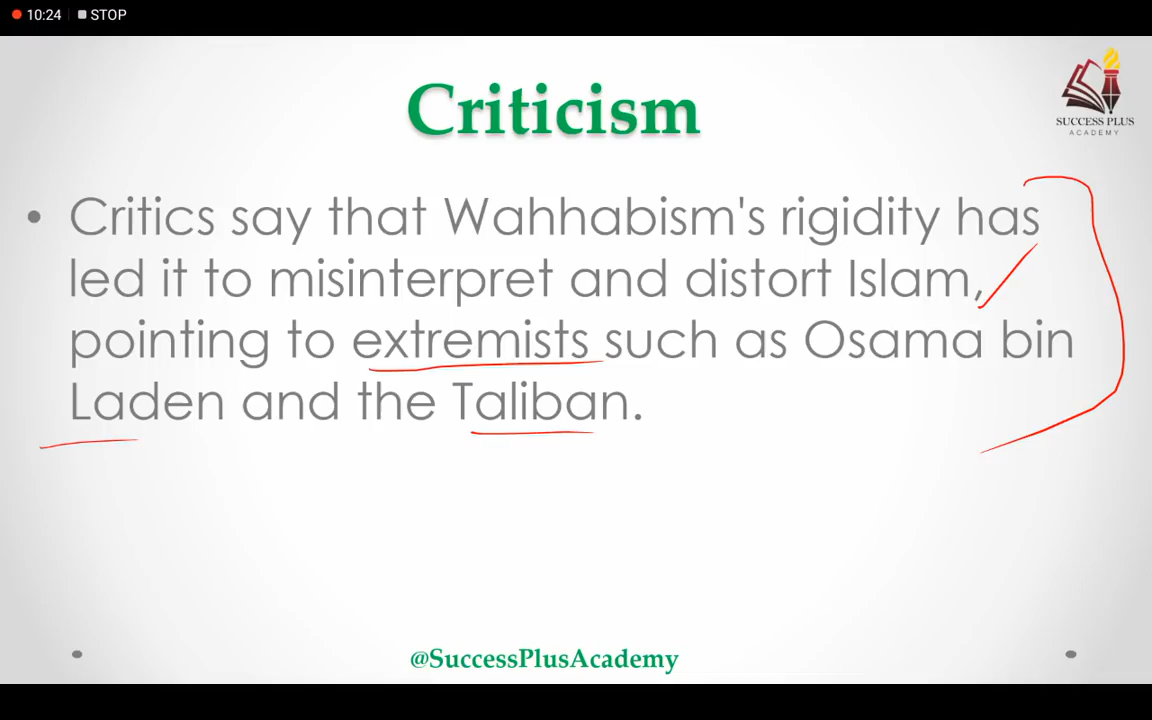 10:24 STOP
SUCCESS PLUS
ACADEMY
Criticism
• Critics say that Wahhabism's rigidity has
led it to misinterpret and distort Islam,
pointing to extremists such as Osama bin
Laden and the Taliban.
@SuccessPlusAcademy